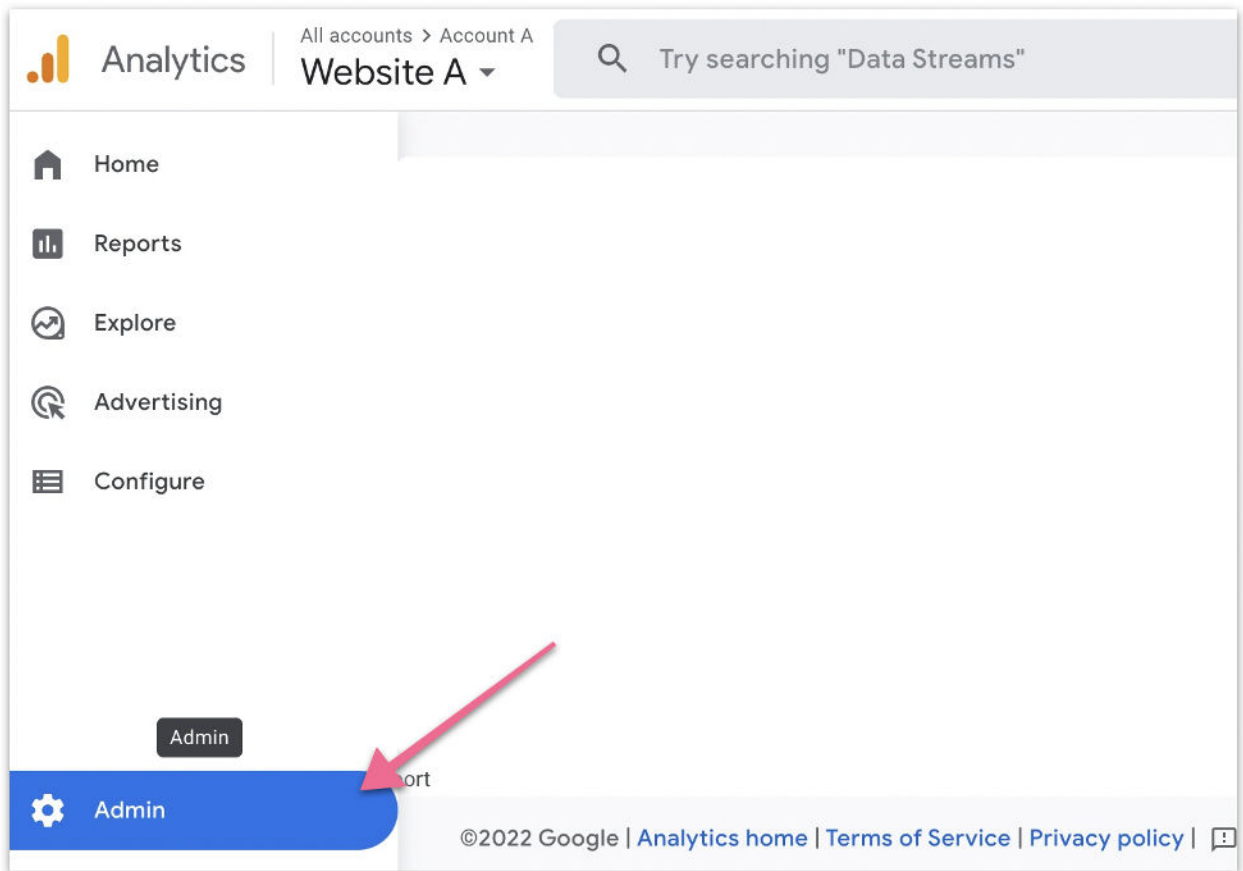 Analytics
All accounts > Account A
Website A
Try searching "Data Streams"
Home
Reports
Explore
Advertising
Configure
Admin
ort
Admin
©2022 Google | Analytics home | Terms of Service | Privacy policy |